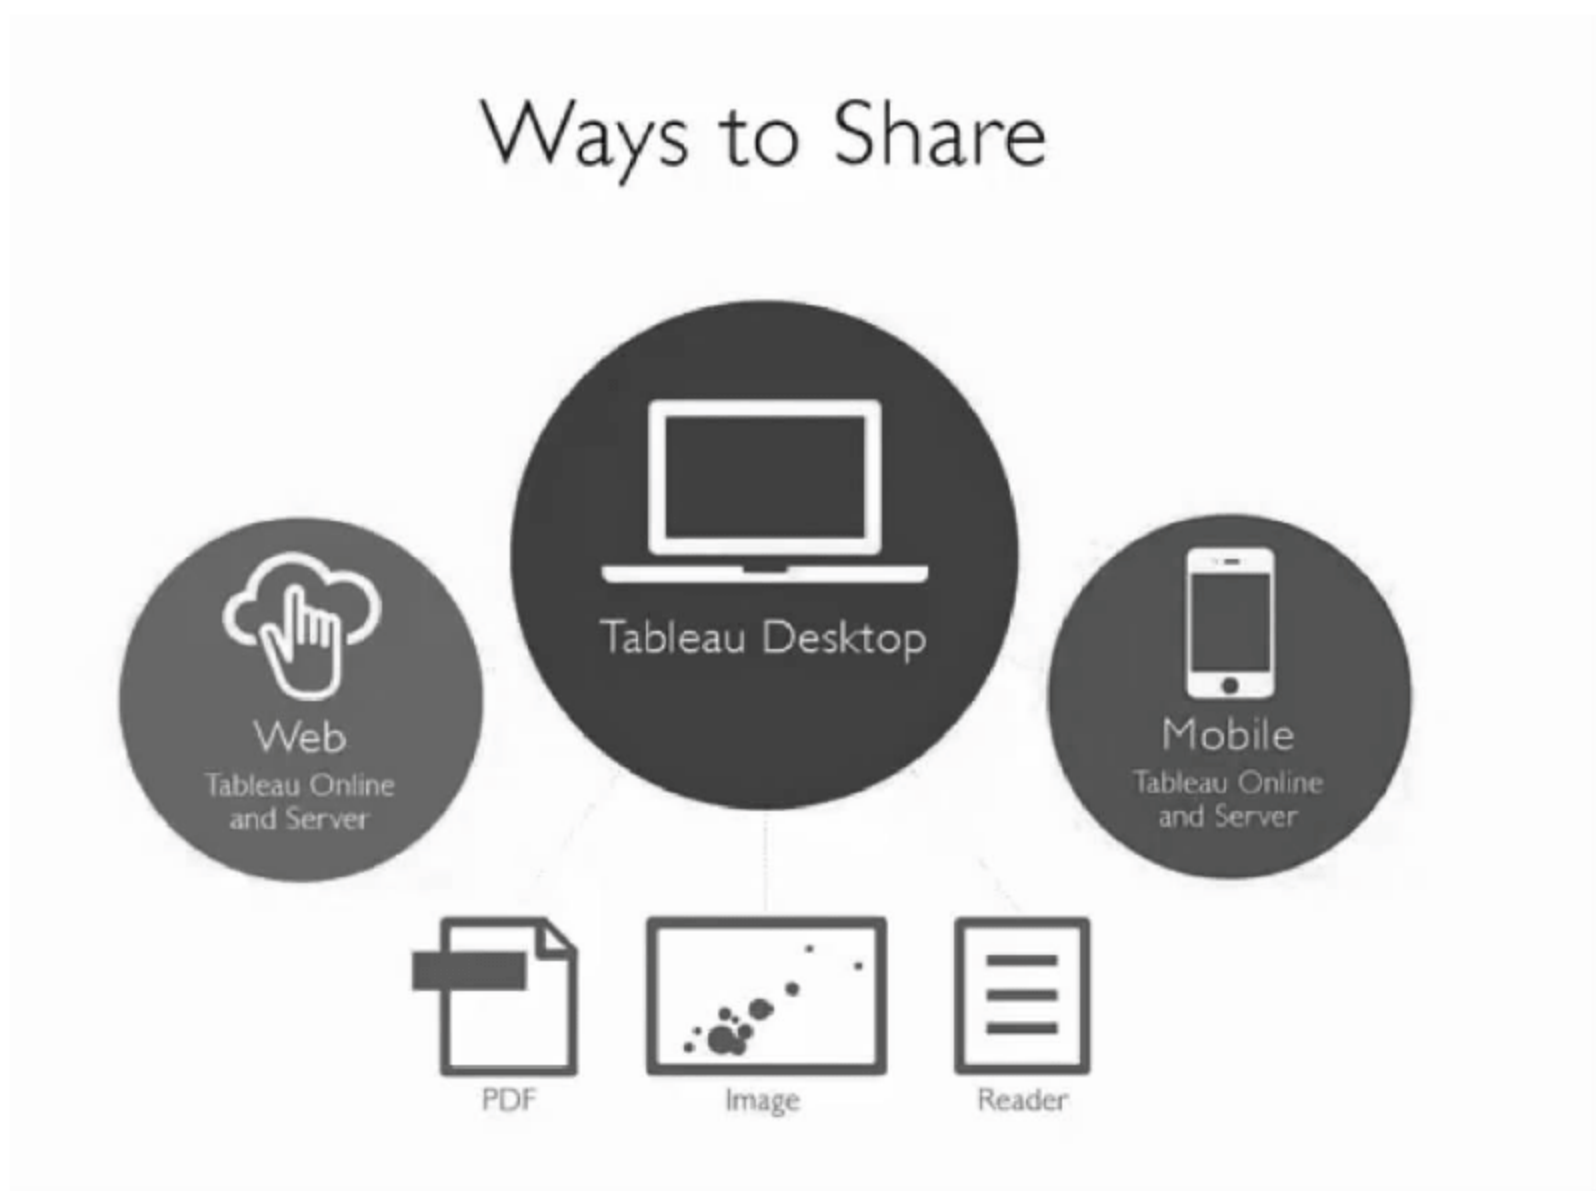 Ways to Share
Tableau Desktop
Web
Tableau Online
and Server
Mobile
Tableau Online
and Server
PDF
Image
Reader